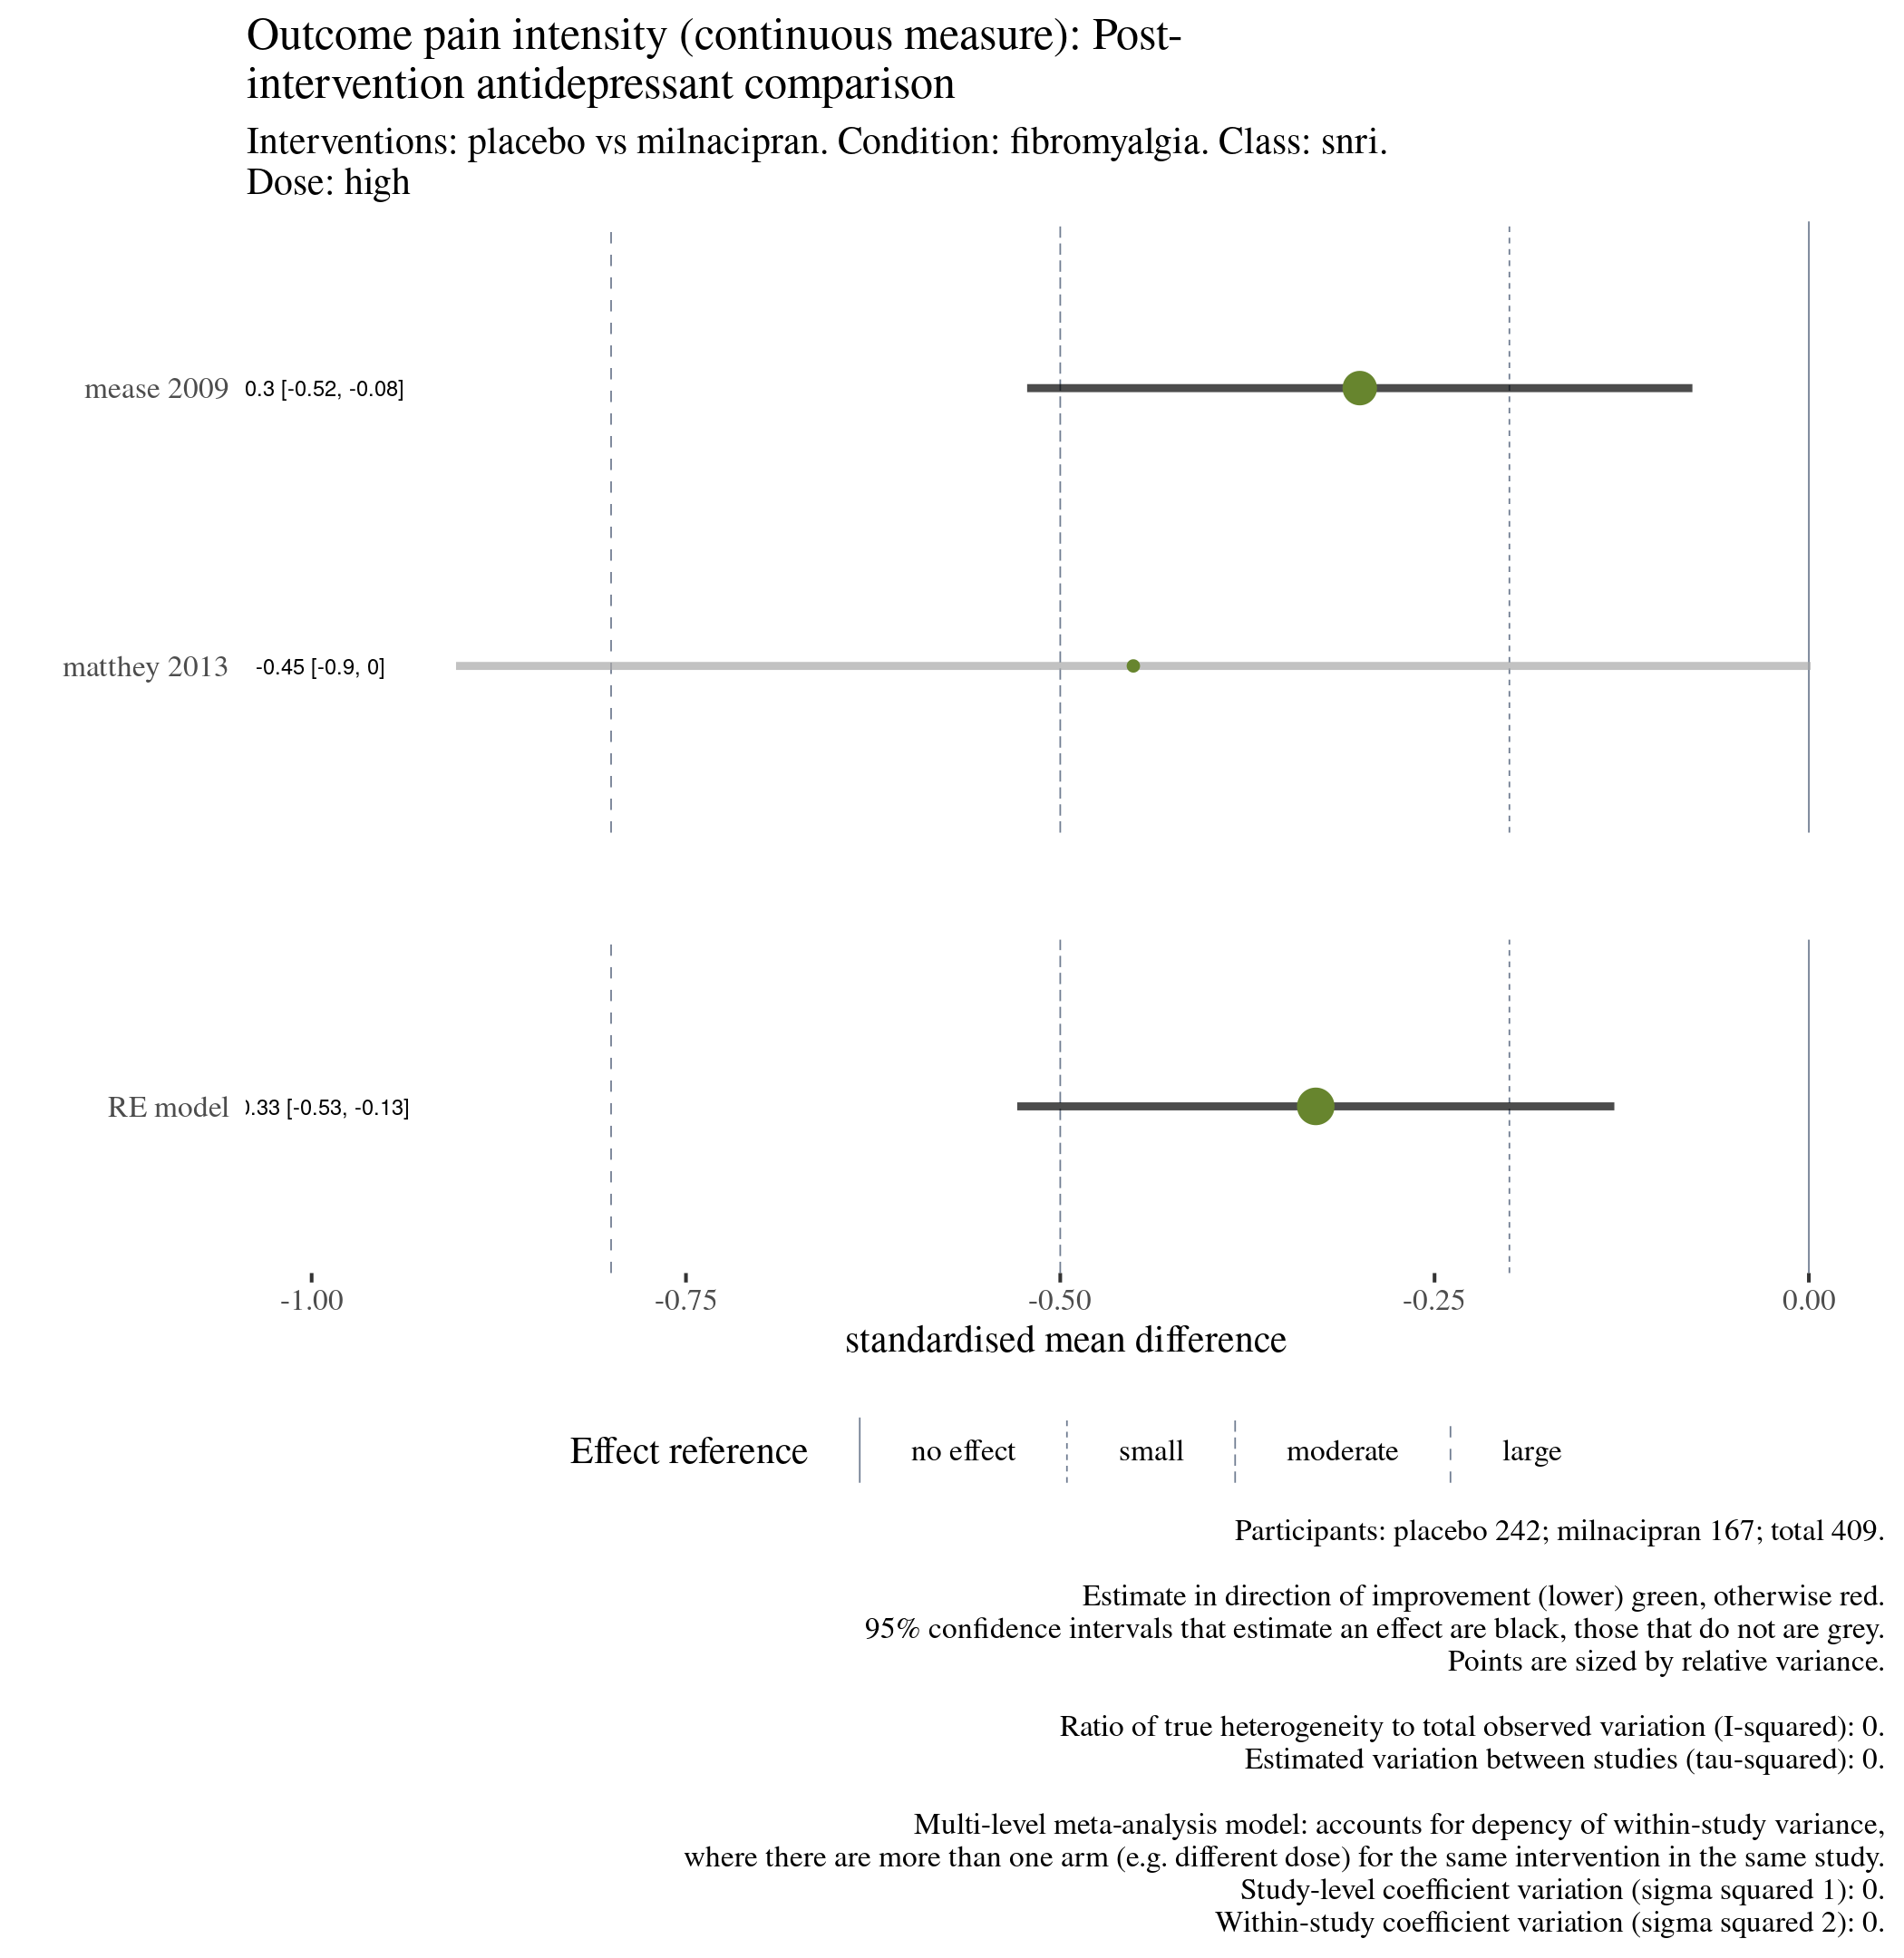 Outcome pain intensity (continuous measure): Post-
intervention antidepressant comparison
Interventions: placebo vs milnacipran. Condition: fibromyalgia. Class: snri.
Dose: high
mease 2009 0.3 [-0.52, -0.08]
matthey 2013 -0.45 [-0.9, 0]
RE model .33 [-0.53, -0.13]
-1.00 -0.75 -0.50 -0.25 0.00
standardised mean difference
Effect reference no effect small moderate large
Participants: placebo 242; milnacipran 167; total 409.
Estimate in direction of improvement (lower) green, otherwise red.
95% confidence intervals that estimate an effect are black, those that do not are grey.
Points are sized by relative variance.
Ratio of true heterogeneity to total observed variation (I-squared): 0.
Estimated variation between studies (tau-squared): 0.
Multi-level meta-analysis model: accounts for depency of within-study variance,
where there are more than one arm (e.g. different dose) for the same intervention in the same study.
Study-level coefficient variation (sigma squared 1): 0.
Within-study coefficient variation (sigma squared 2): 0.